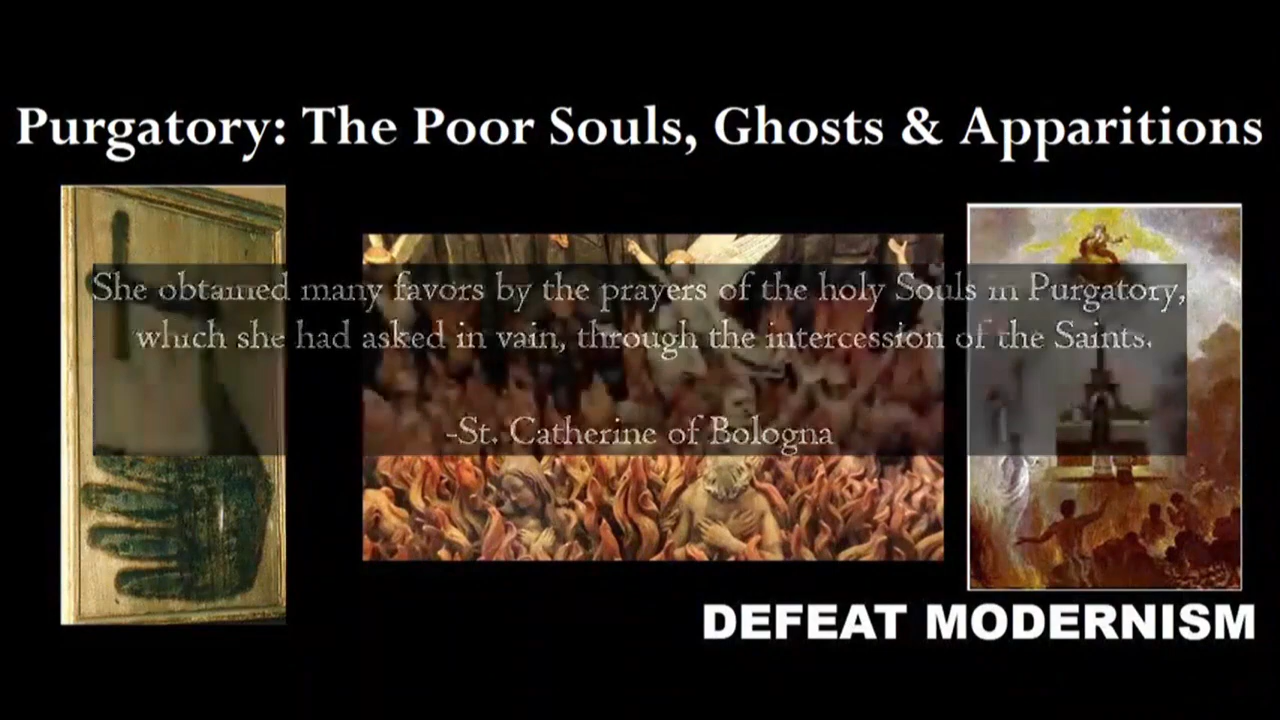 Purgatory: The Poor Souls, Ghosts & Apparitions
She obtained many favors by the prayers of the holy Souls in Purgatory,
which she had asked in vain, through the intercession of the Saints.
-St. Catherine of Bologna
DEFEAT MODERNISM